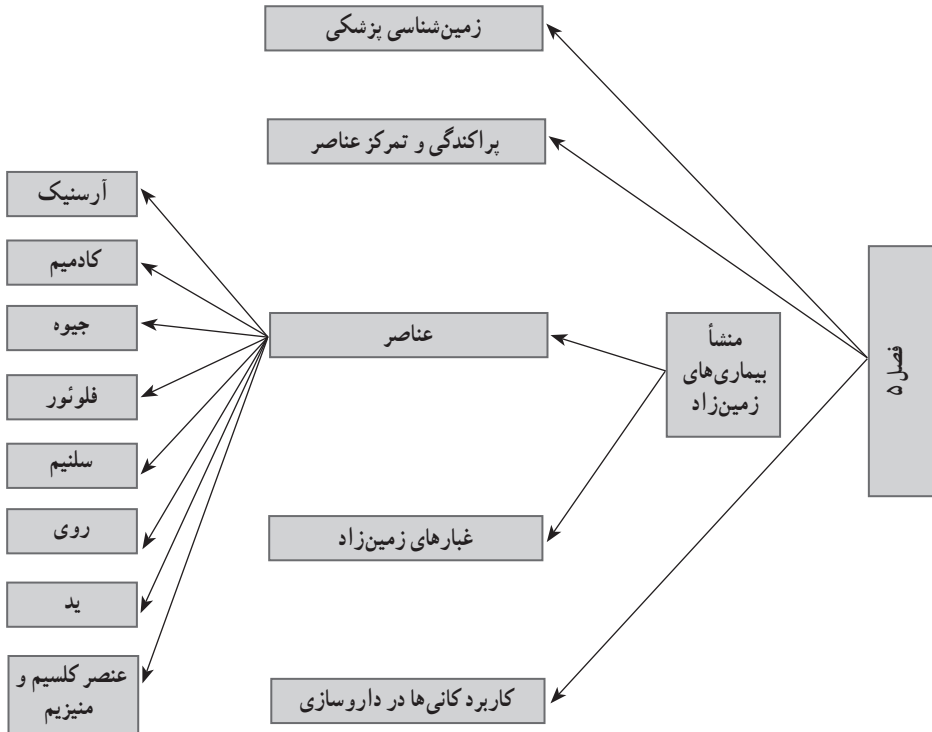 فصل ۵
زمین‌شناسی پزشکی
پراکندگی و تمرکز عناصر
منشأ
بیماری‌های
زمین‌زاد
عناصر
غبارهای زمین‌زاد
کاربرد کانی‌ها در داروسازی
آرسنیک
کادمیم
جیوه
فلوئور
سلنیم
روی
ید
عنصر کلسیم و
منیزیم